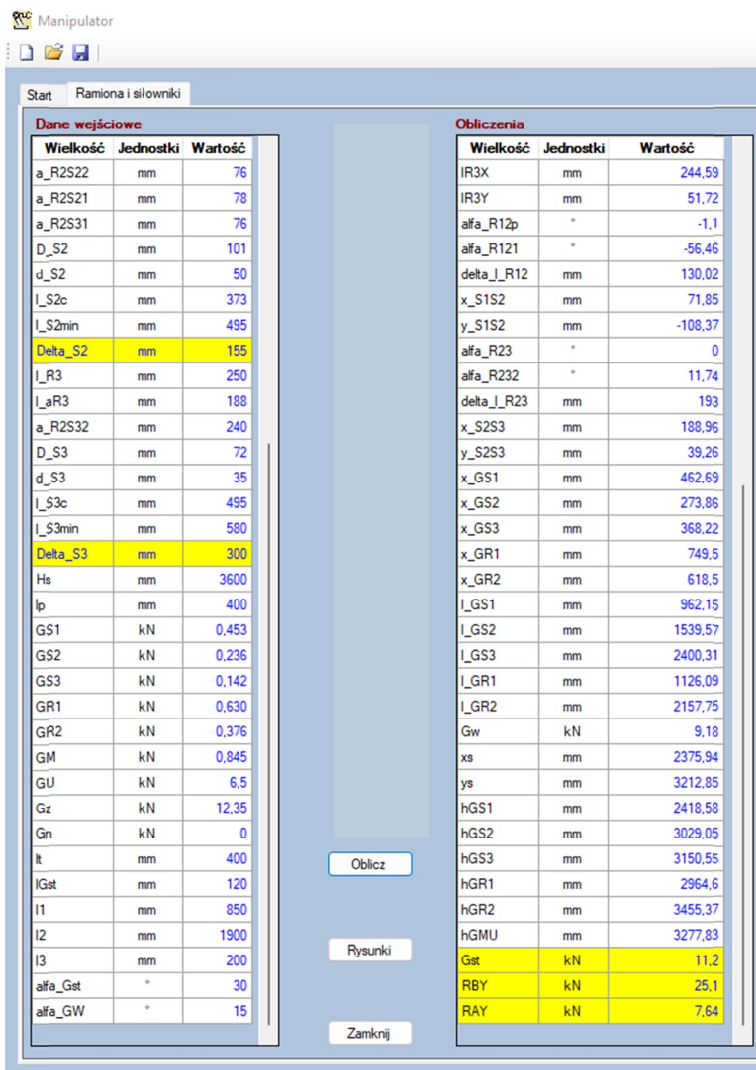 Manipulator
Start Ramiona i siłowniki
Dane wejściowe
Wielkość Jednostki Wartość
a_R2S22 mm 76
a_R2S21 mm 78
a_R2S31 mm 76
D_S2 mm 101
d_S2 mm 50
l_S2c mm 373
l_S2min mm 495
Delta_S2 mm 155
l_R3 mm 250
l_aR3 mm 188
a_R2S32 mm 240
D_S3 mm 72
d_S3 mm 35
l_S3c mm 495
l_S3min mm 580
Delta_S3 mm 300
Hs mm 3600
lp mm 400
GS1 kN 0,453
GS2 kN 0,236
GS3 kN 0,142
GR1 kN 0,630
GR2 kN 0,376
GM kN 0,845
GU kN 6,5
Gz kN 12,35
Gn kN 0
lt mm 400
lGst mm 120
l1 mm 850
l2 mm 1900
l3 mm 200
alfa_Gst ° 30
alfa_GW ° 15
Oblicz
Rysunki
Zamknij
Obliczenia
Wielkość Jednostki Wartość
lR3X mm 244,59
lR3Y mm 51,72
alfa_R12p ° -1,1
alfa_R121 ° -56,46
delta_l_R12 mm 130,02
x_S1S2 mm 71,85
y_S1S2 mm -108,37
alfa_R23 ° 0
alfa_R232 ° 11,74
delta_l_R23 mm 193
x_S2S3 mm 188,96
y_S2S3 mm 39,26
x_GS1 mm 462,69
x_GS2 mm 273,86
x_GS3 mm 368,22
x_GR1 mm 749,5
x_GR2 mm 618,5
l_GS1 mm 962,15
l_GS2 mm 1539,57
l_GS3 mm 2400,31
l_GR1 mm 1126,09
l_GR2 mm 2157,75
Gw kN 9,18
xs mm 2375,94
ys mm 3212,85
hGS1 mm 2418,58
hGS2 mm 3029,05
hGS3 mm 3150,55
hGR1 mm 2964,6
hGR2 mm 3455,37
hGMU mm 3277,83
Gst kN 11,2
RBY kN 25,1
RAY kN 7,64